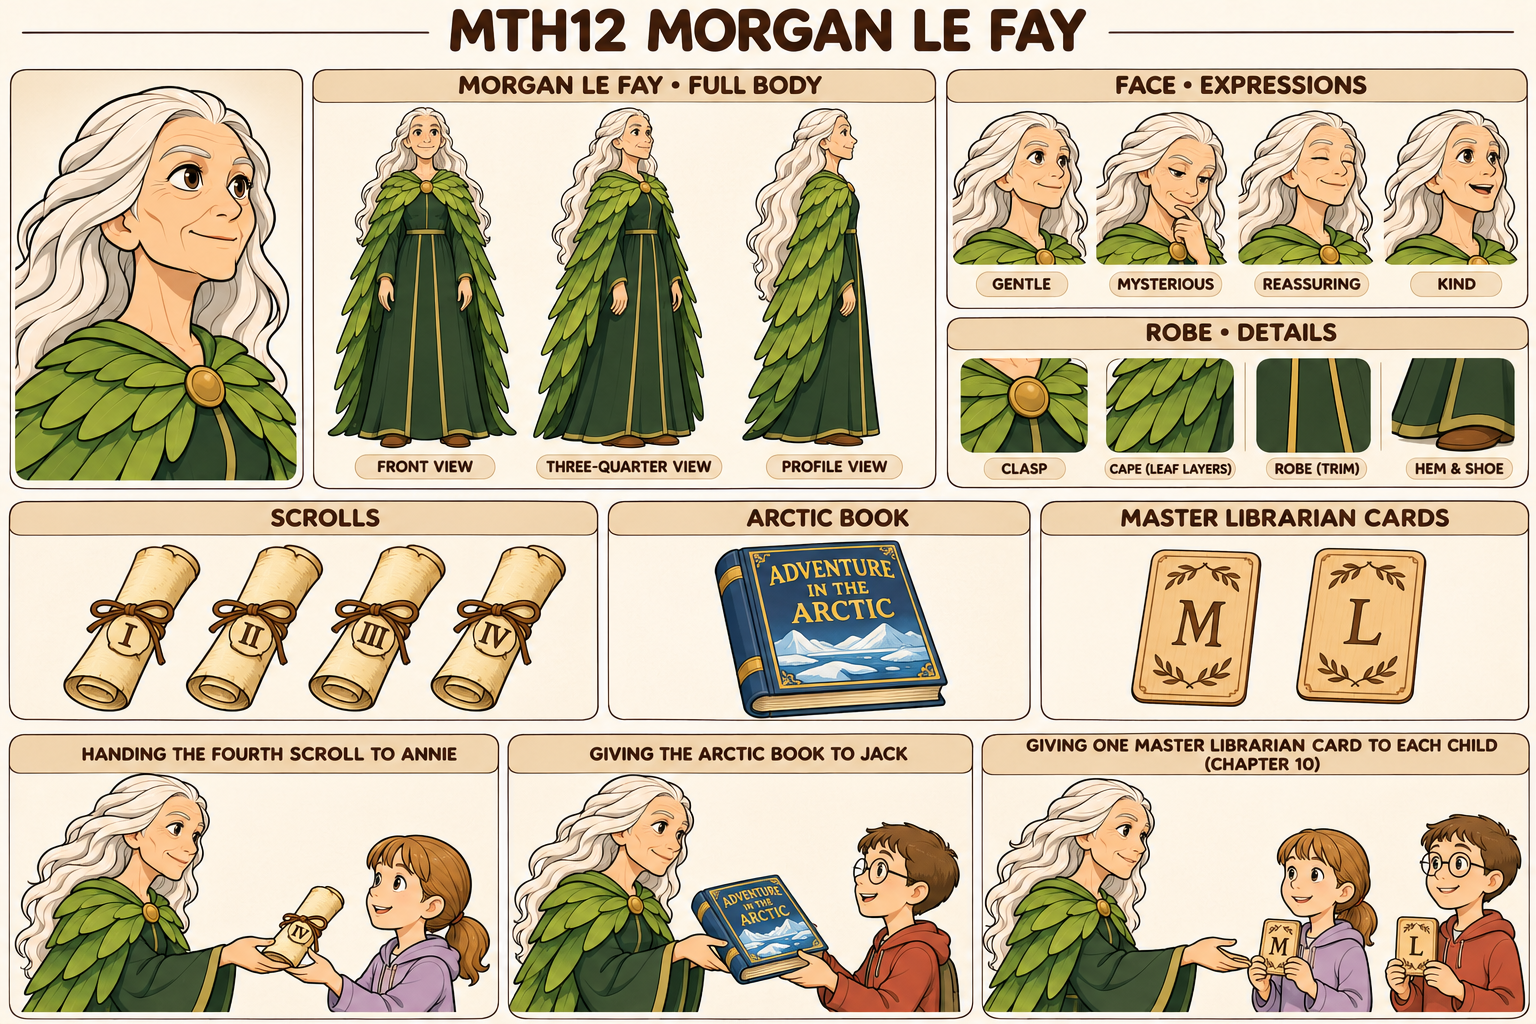 MTH12 MORGAN LE FAY
MORGAN LE FAY • FULL BODY
FRONT VIEW
THREE-QUARTER VIEW
PROFILE VIEW
FACE • EXPRESSIONS
GENTLE
MYSTERIOUS
REASSURING
KIND
ROBE • DETAILS
CLASP
CAPE (LEAF LAYERS)
ROBE (TRIM)
HEM & SHOE
SCROLLS
I
II
III
IV
ARCTIC BOOK
ADVENTURE
IN THE
ARCTIC
MASTER LIBRARIAN CARDS
M
L
HANDING THE FOURTH SCROLL TO ANNIE
IV
GIVING THE ARCTIC BOOK TO JACK
ADVENTURE
IN THE
ARCTIC
GIVING ONE MASTER LIBRARIAN CARD TO EACH CHILD
(CHAPTER 10)
M
L